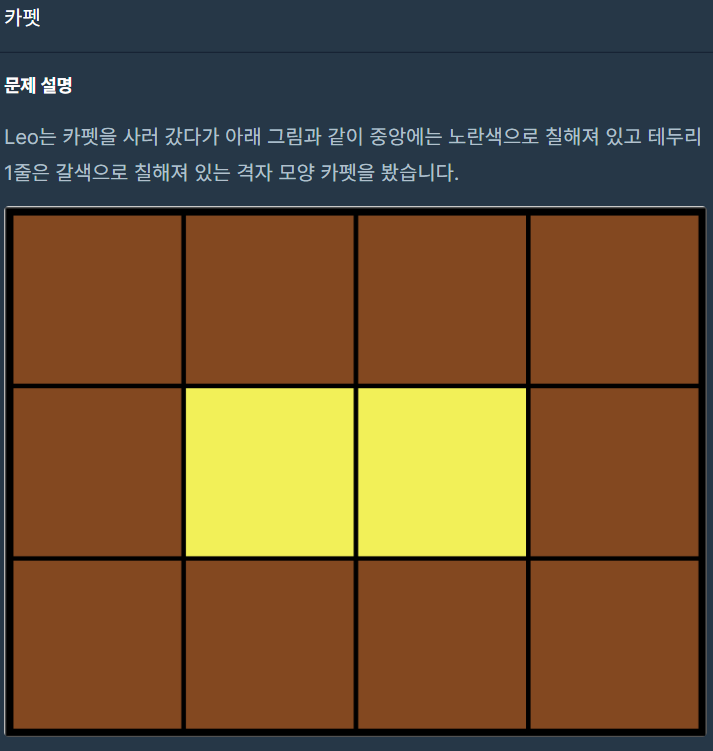 카펫
문제 설명
Leo는 카펫을 사러 갔다가 아래 그림과 같이 중앙에는 노란색으로 칠해져 있고 테두리
1줄은 갈색으로 칠해져 있는 격자 모양 카펫을 봤습니다.